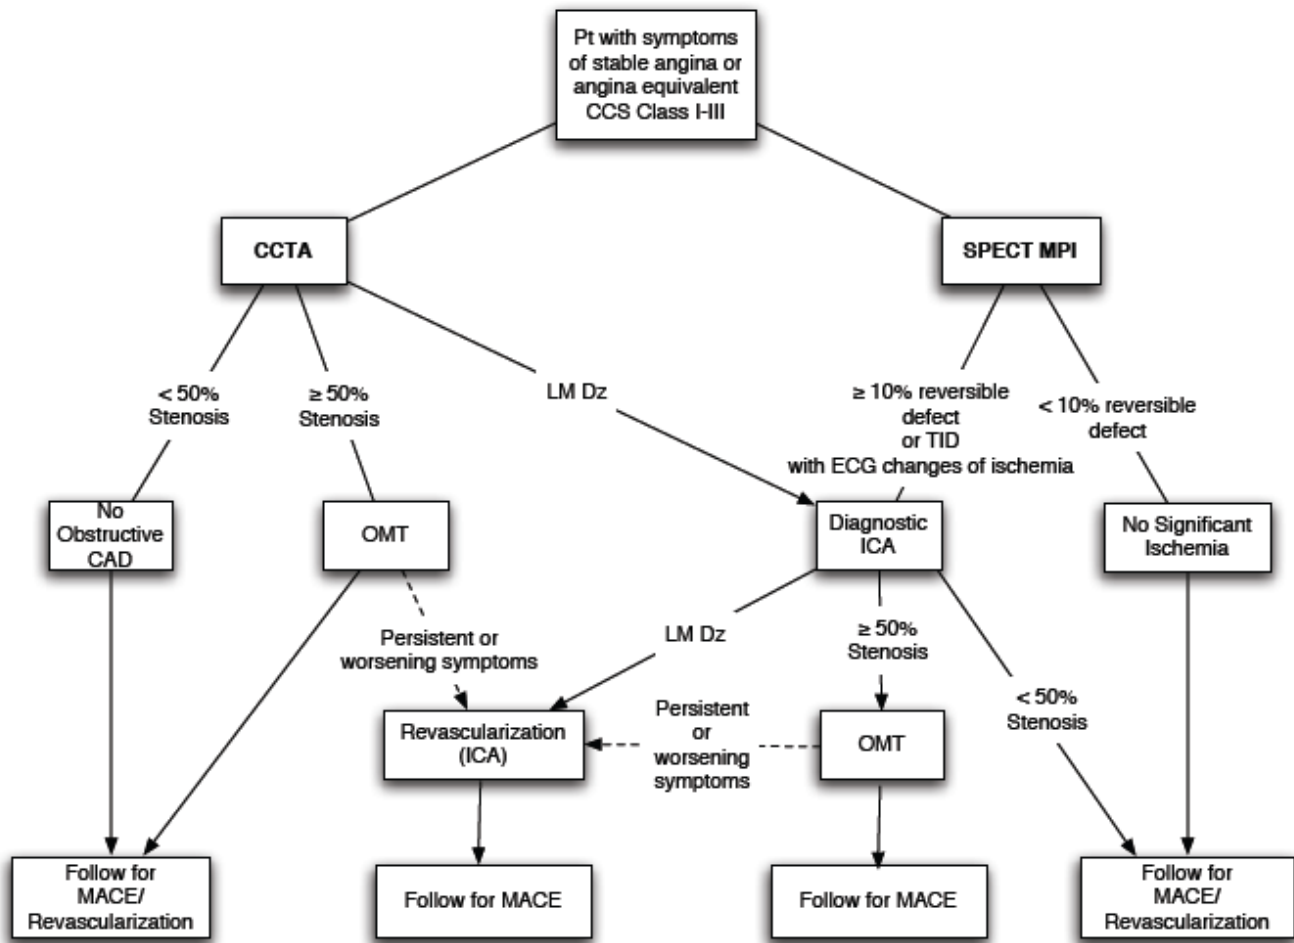 Pt with symptoms
of stable angina or
angina equivalent
CCS Class I-III
CCTA
SPECT MPI
< 50%
Stenosis
≥ 50%
Stenosis
LM Dz
≥ 10% reversible
defect
or TID
with ECG changes of ischemia
< 10% reversible
defect
No
Obstructive
CAD
OMT
Diagnostic
ICA
No Significant
Ischemia
Persistent or
worsening symptoms
LM Dz
≥ 50%
Stenosis
< 50%
Stenosis
Revascularization
(ICA)
Persistent
or
worsening
symptoms
OMT
Follow for
MACE/
Revascularization
Follow for MACE
Follow for MACE
Follow for
MACE/
Revascularization